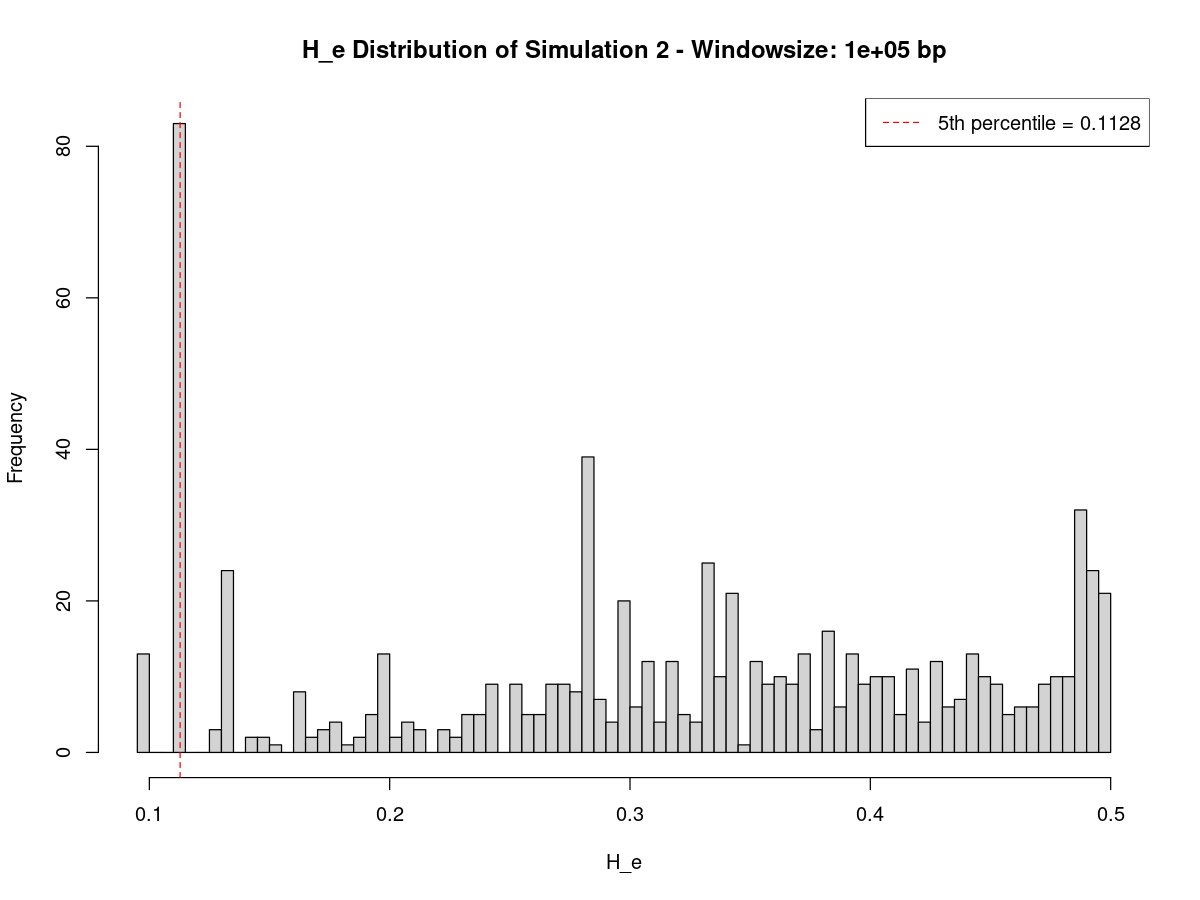 H_e Distribution of Simulation 2 - Windowsize: 1e+05 bp
5th percentile = 0.1128
80
60
40
20
0
Frequency
0.1 0.2 0.3 0.4 0.5
H_e